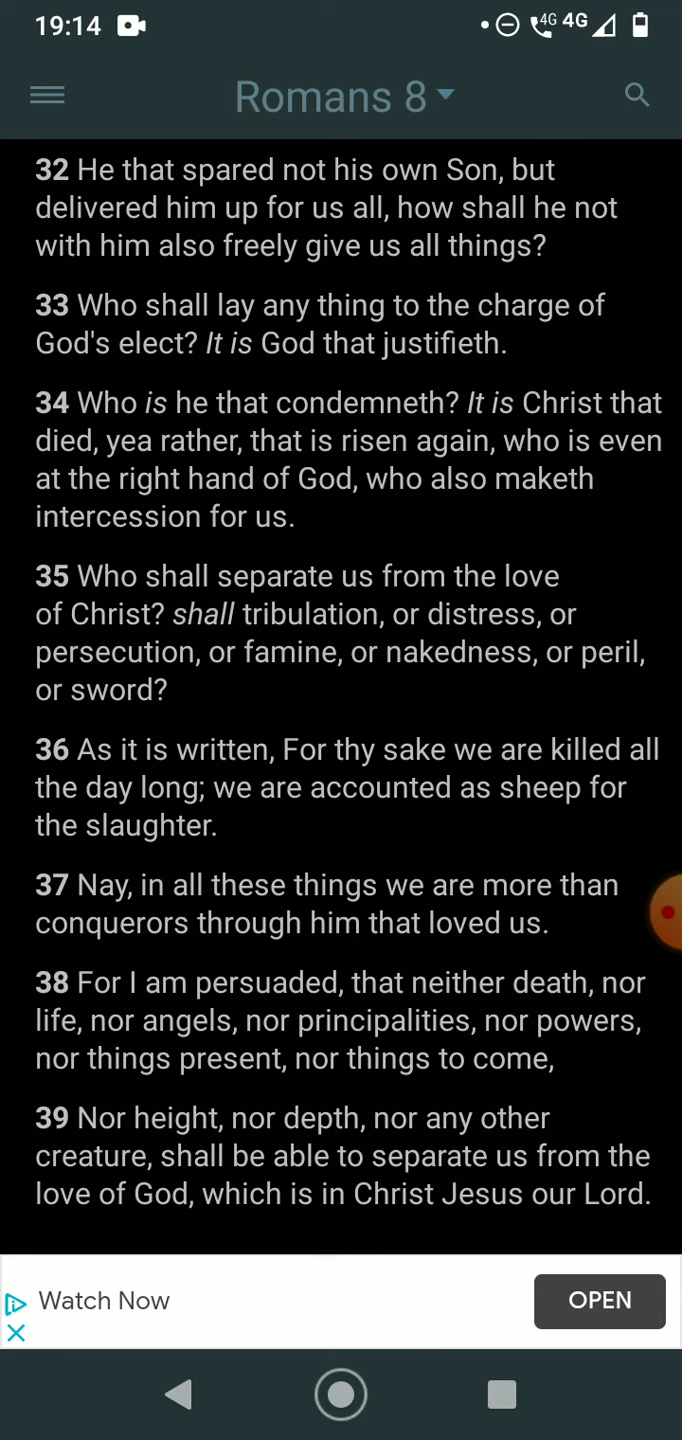 19:14
4G 4G
Romans 8
32 He that spared not his own Son, but
delivered him up for us all, how shall he not
with him also freely give us all things?
33 Who shall lay any thing to the charge of
God's elect? It is God that justifieth.
34 Who is he that condemneth? It is Christ that
died, yea rather, that is risen again, who is even
at the right hand of God, who also maketh
intercession for us.
35 Who shall separate us from the love
of Christ? shall tribulation, or distress, or
persecution, or famine, or nakedness, or peril,
or sword?
36 As it is written, For thy sake we are killed all
the day long; we are accounted as sheep for
the slaughter.
37 Nay, in all these things we are more than
conquerors through him that loved us.
38 For I am persuaded, that neither death, nor
life, nor angels, nor principalities, nor powers,
nor things present, nor things to come,
39 Nor height, nor depth, nor any other
creature, shall be able to separate us from the
love of God, which is in Christ Jesus our Lord.
Watch Now
OPEN